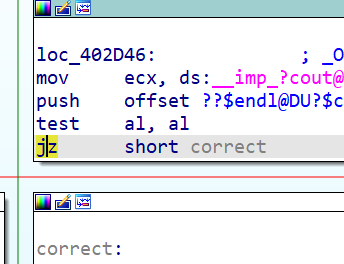 loc_402D46: ; _O
mov ecx, ds:__imp_?cout@
push offset ??$endl@DU?$c
test al, al
jz short correct
correct: